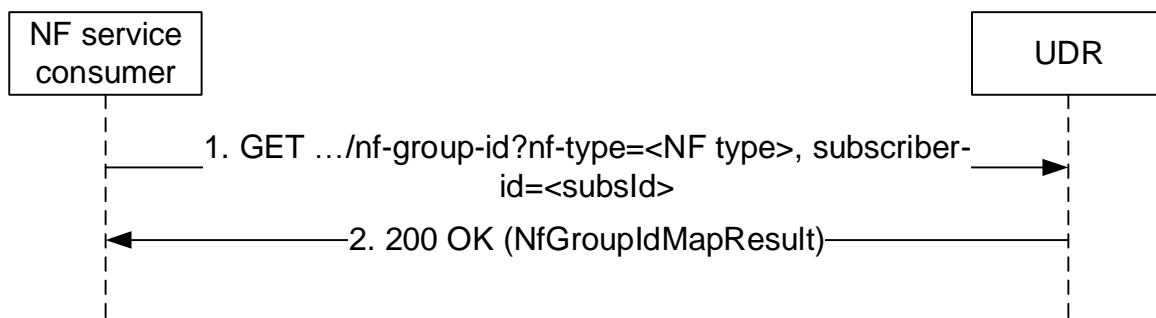 NF service
consumer
UDR
1. GET …/nf-group-id?nf-type=<NF type>, subscriber-
id=<subsId>
2. 200 OK (NfGroupIdMapResult)